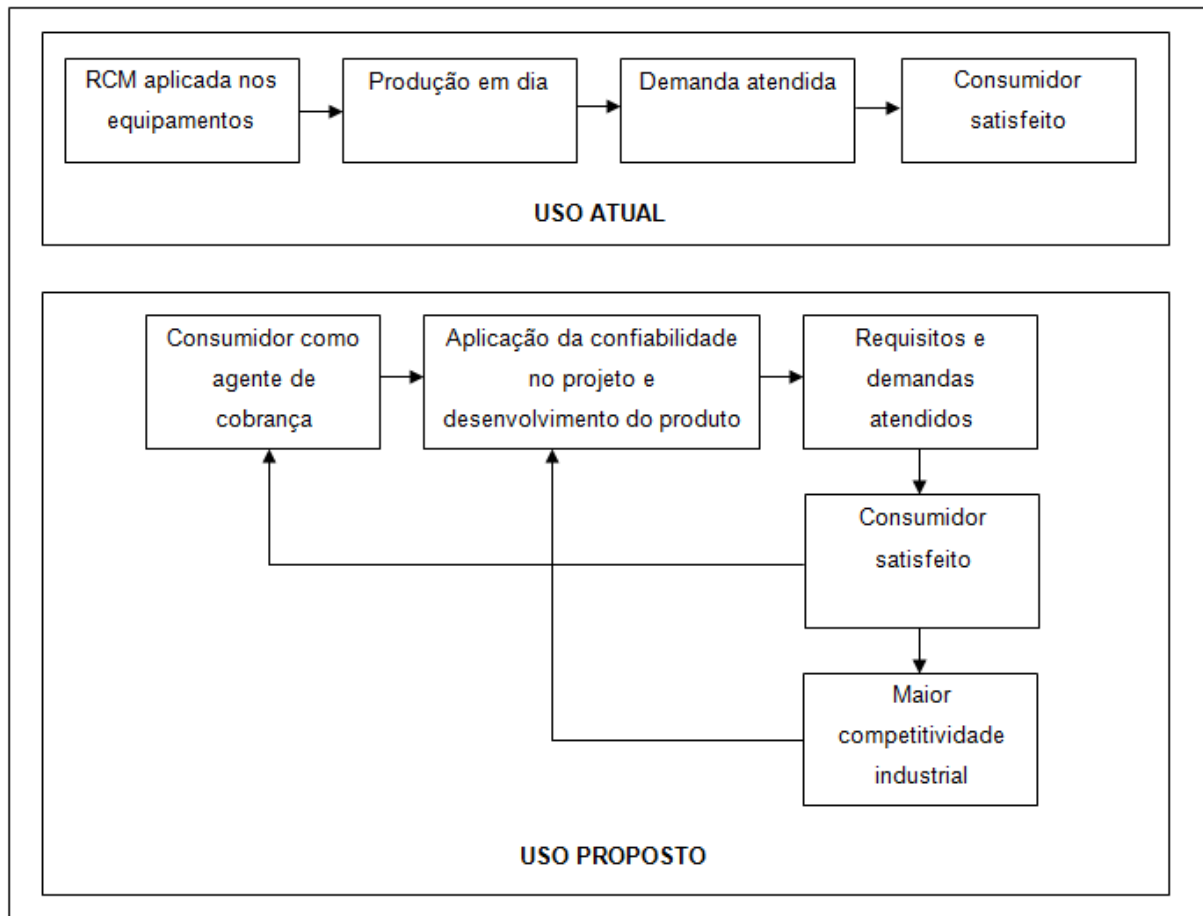 RCM aplicada nos
equipamentos
Produção em dia
Demanda atendida
Consumidor
satisfeito
USO ATUAL
Consumidor como
agente de
cobrança
Aplicação da confiabilidade
no projeto e
desenvolvimento do produto
Requisitos e
demandas
atendidos
Consumidor
satisfeito
Maior
competitividade
industrial
USO PROPOSTO